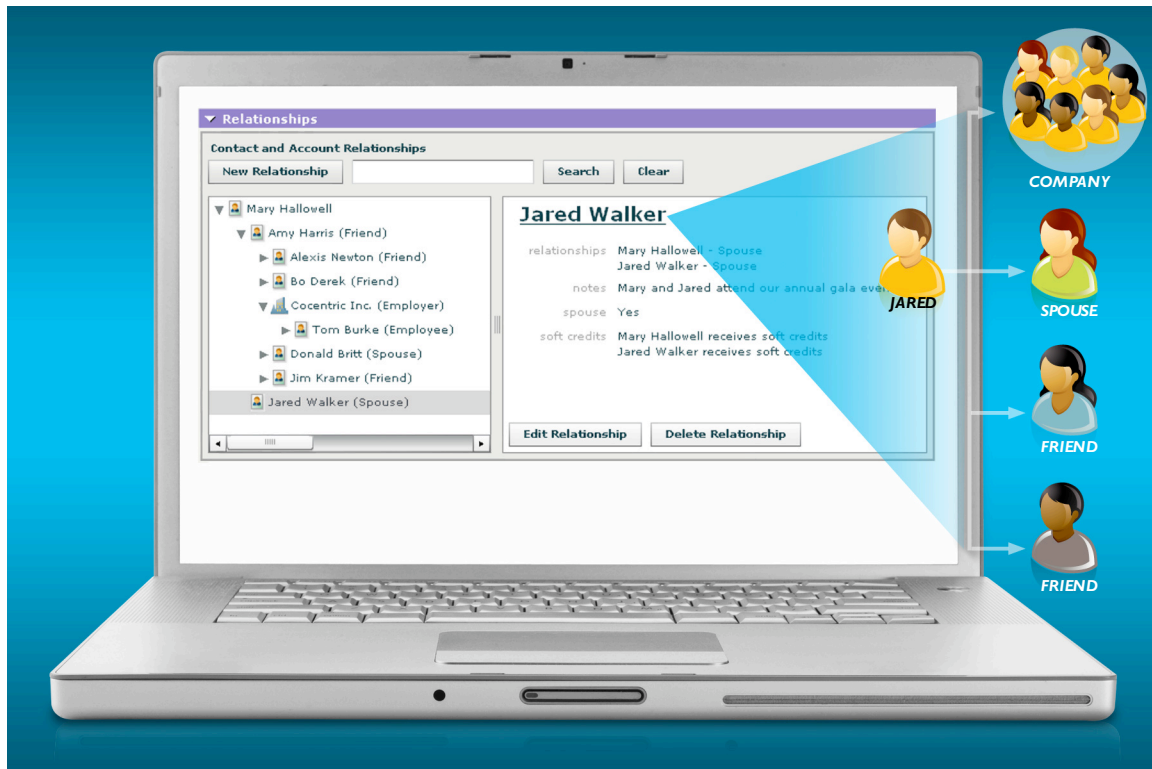 Relationships
Contact and Account Relationships
New Relationship
Search
Clear
Mary Hallowell
Amy Harris (Friend)
Alexis Newton (Friend)
Bo Derek (Friend)
Cocentric Inc. (Employer)
Tom Burke (Employee)
Donald Britt (Spouse)
Jim Kramer (Friend)
Jared Walker (Spouse)
Jared Walker
relationships Mary Hallowell - Spouse
Jared Walker - Spouse
notes Mary and Jared attend our annual gala
spouse Yes
soft credits Mary Hallowell receives soft credits
Jared Walker receives soft credits
Edit Relationship
Delete Relationship
JARED
COMPANY
SPOUSE
FRIEND
FRIEND